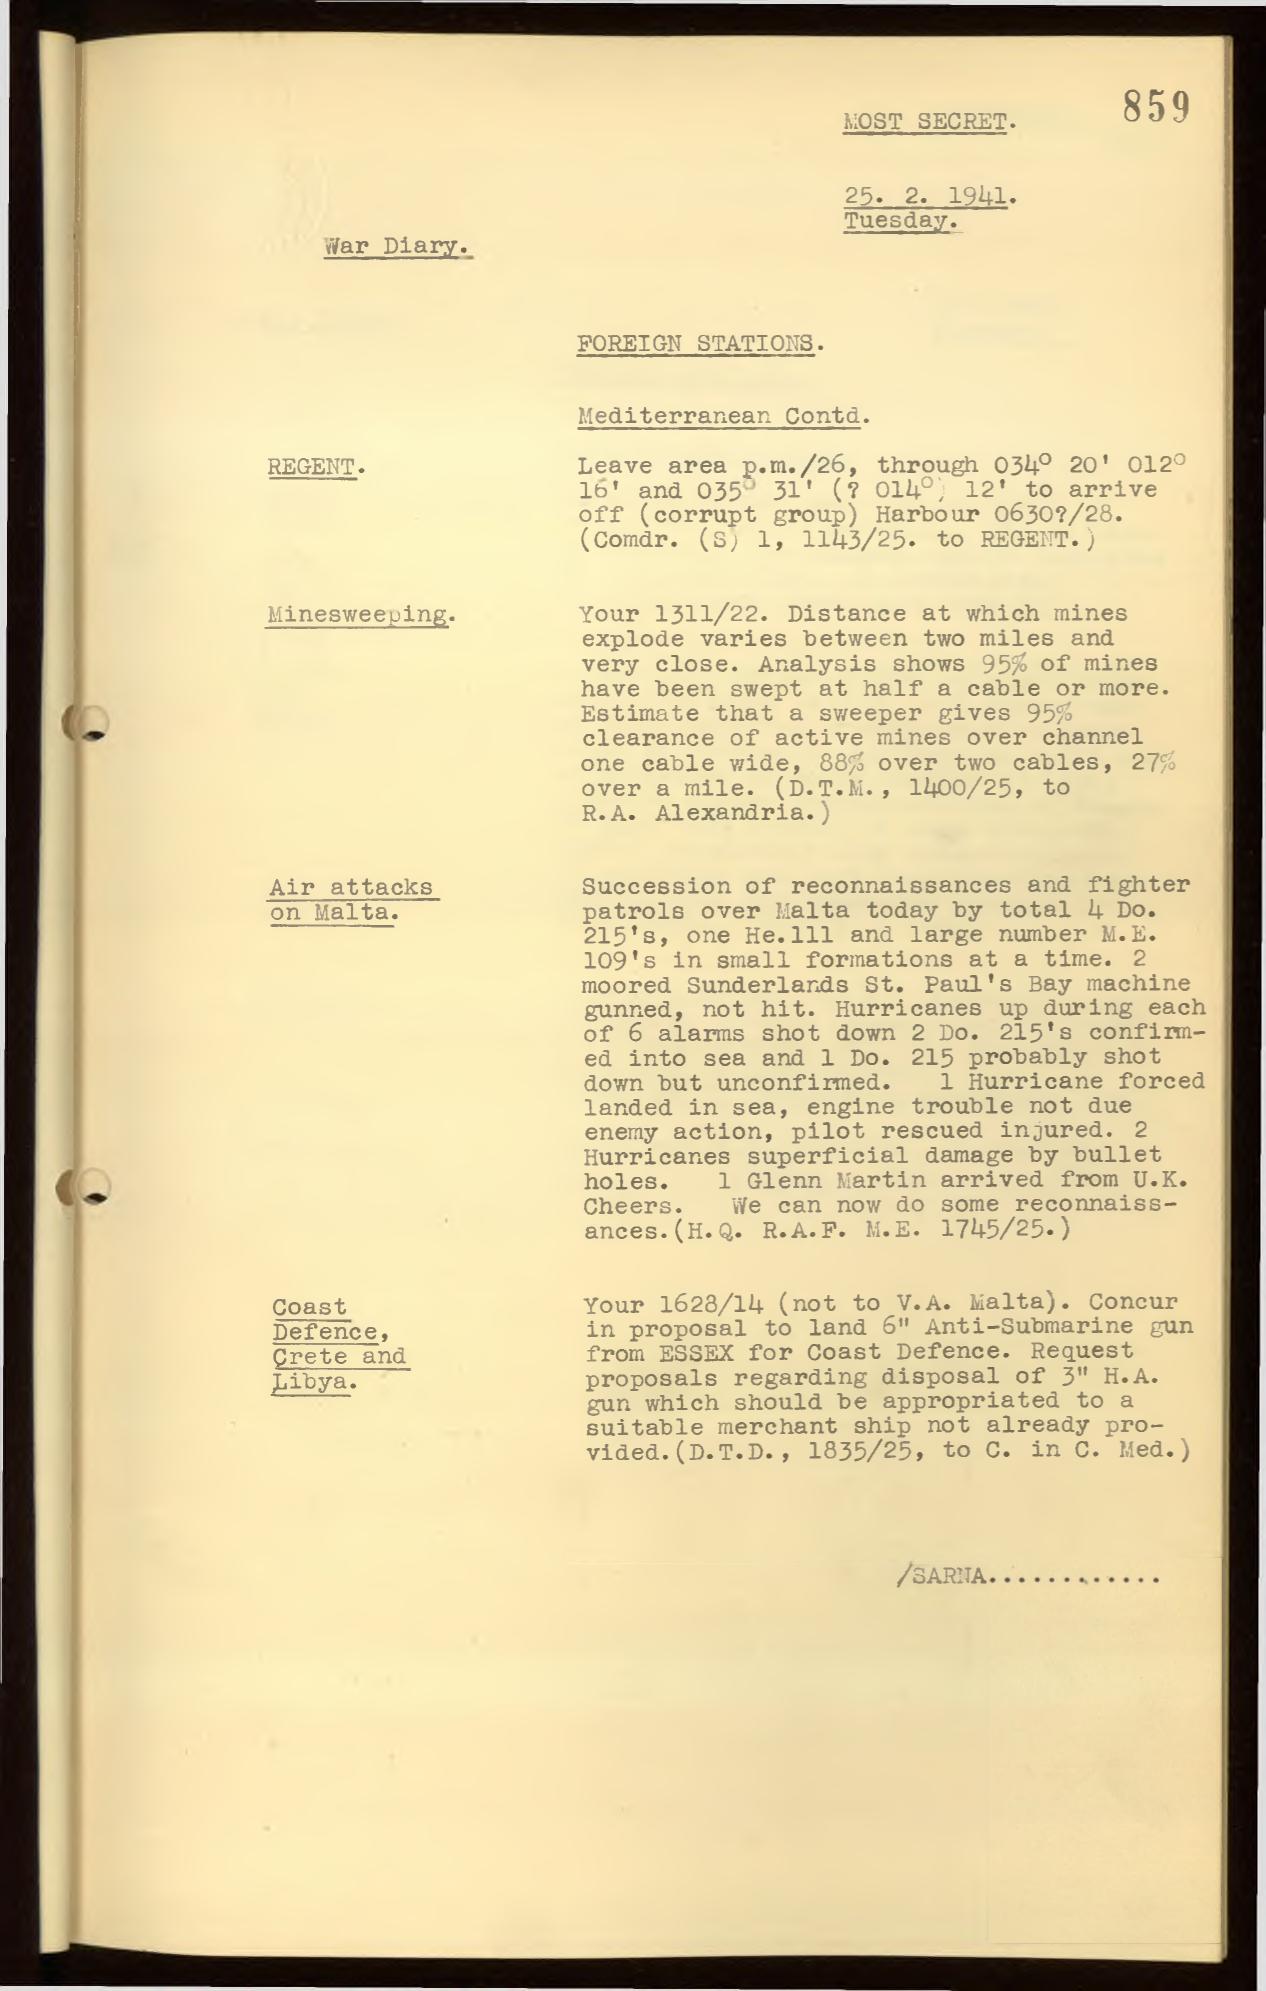 859
MOST SECRET.
25. 2. 1941.
Tuesday.
War Diary.
FOREIGN STATIONS.
Mediterranean Contd.
REGENT.
Leave area p.m./26, through 034° 20' 012°
16' and 035° 31' (? 014°) 12' to arrive
off (corrupt group) Harbour 0630?/28.
(Comdr. (S) 1, 1143/25. to REGENT.)
Minesweeping.
Your 1311/22. Distance at which mines
explode varies between two miles and
very close. Analysis shows 95% of mines
have been swept at half a cable or more.
Estimate that a sweeper gives 95%
clearance of active mines over channel
one cable wide, 88% over two cables, 27%
over a mile. (D.T.M., 1400/25, to
R.A. Alexandria.)
Air attacks
on Malta.
Succession of reconnaissances and fighter
patrols over Malta today by total 4 Do.
215's, one He.111 and large number M.E.
109's in small formations at a time. 2
moored Sunderlands St. Paul's Bay machine
gunned, not hit. Hurricanes up during each
of 6 alarms shot down 2 Do. 215's confirm-
ed into sea and 1 Do. 215 probably shot
down but unconfirmed. 1 Hurricane forced
landed in sea, engine trouble not due
enemy action, pilot rescued injured. 2
Hurricanes superficial damage by bullet
holes. 1 Glenn Martin arrived from U.K.
Cheers. We can now do some reconnaiss-
ances.(H.Q. R.A.F. M.E. 1745/25.)
Coast
Defence,
Crete and
Libya.
Your 1628/14 (not to V.A. Malta). Concur
in proposal to land 6" Anti-Submarine gun
from ESSEX for Coast Defence. Request
proposals regarding disposal of 3" H.A.
gun which should be appropriated to a
suitable merchant ship not already pro-
vided.(D.T.D., 1835/25, to C. in C. Med.)
/SARNA............